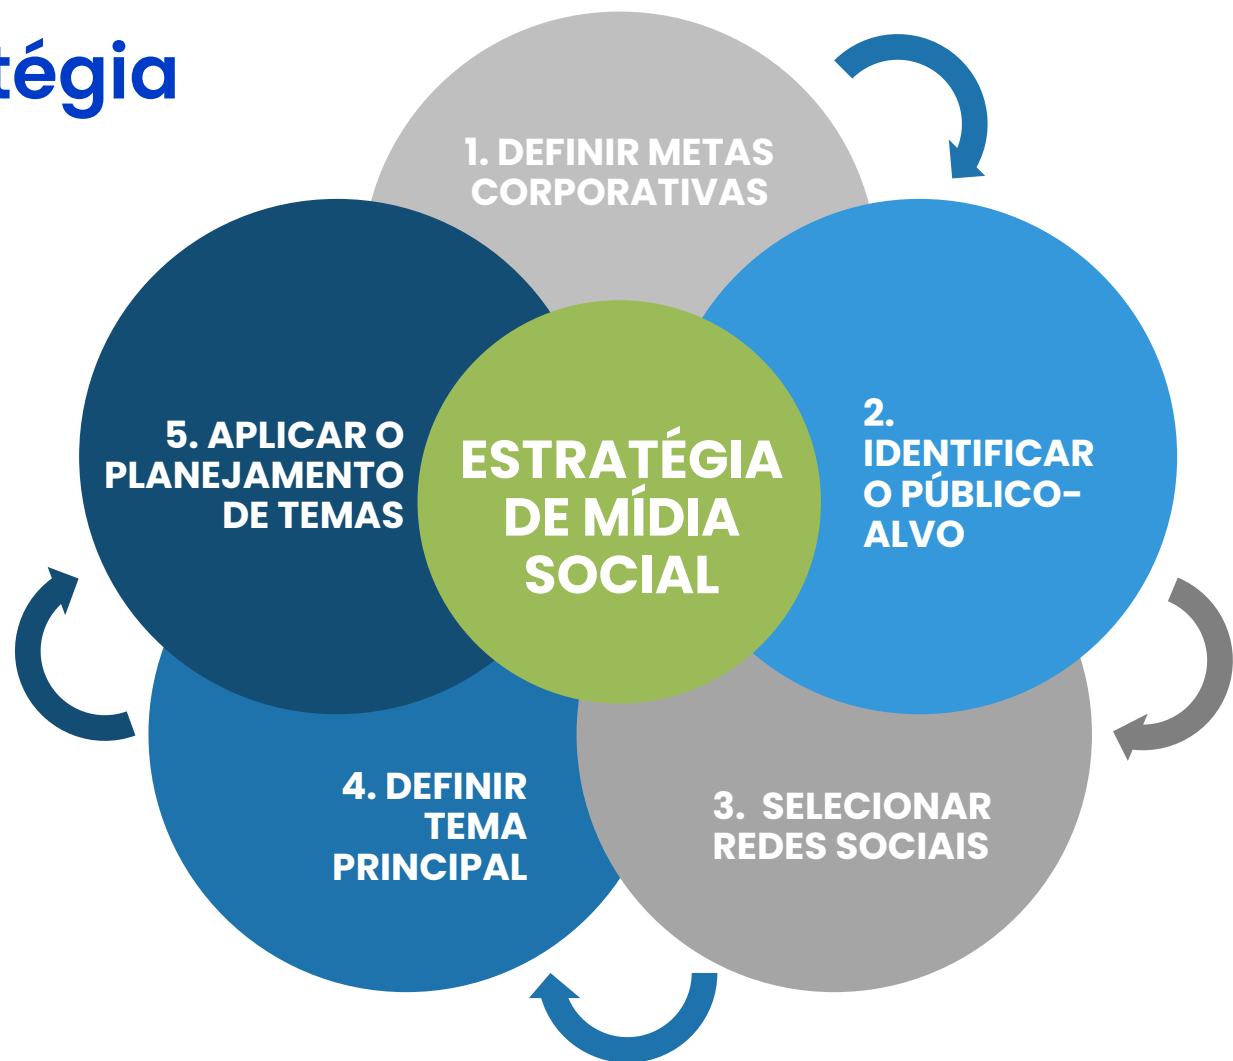 tégia
1. DEFINIR METAS
CORPORATIVAS
2.
IDENTIFICAR
O PÚBLICO-
ALVO
3. SELECIONAR
REDES SOCIAIS
4. DEFINIR
TEMA
PRINCIPAL
5. APLICAR O
PLANEJAMENTO
DE TEMAS
ESTRATÉGIA
DE MÍDIA
SOCIAL